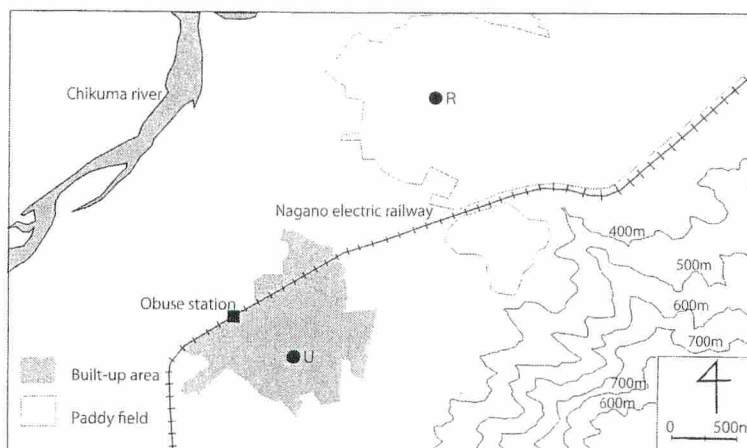 Chikuma river
R
Nagano electric railway
400m
500m
Obuse station
600m
700m
U
Built-up area
700m
600m
Paddy field
0 500m